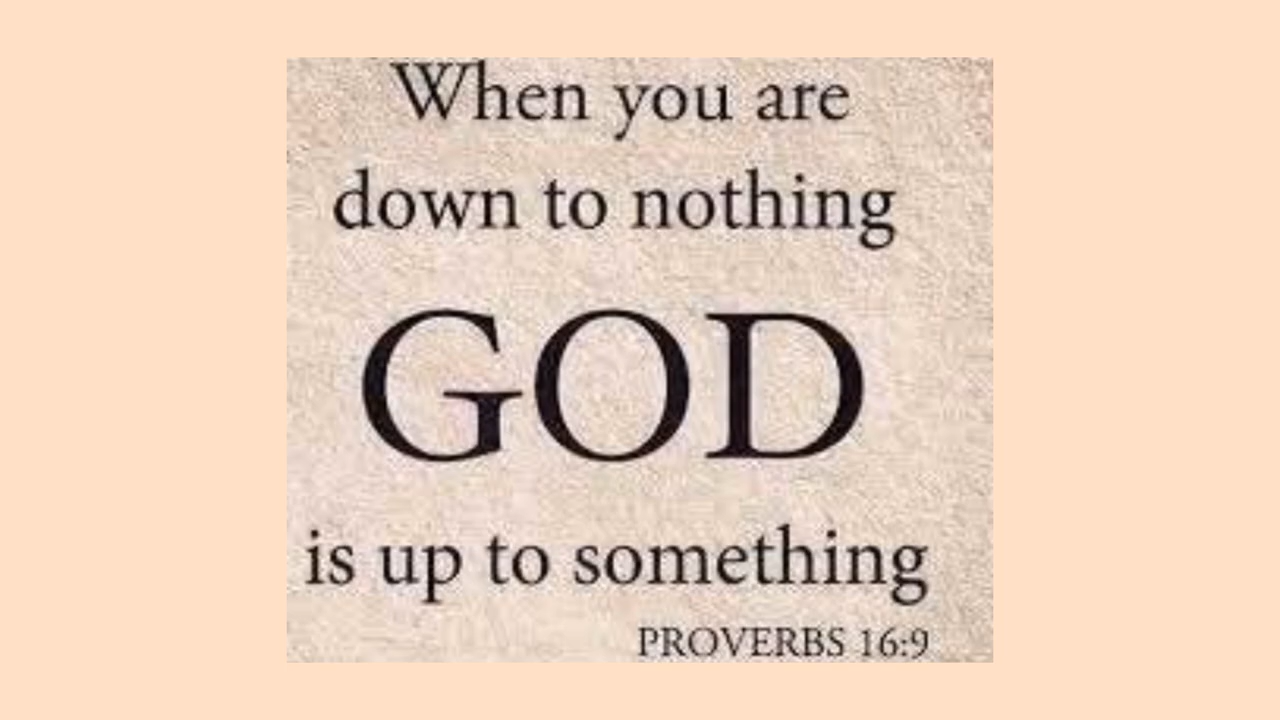 When you are
down to nothing
GOD
is up to something
PROVERBS 16:9